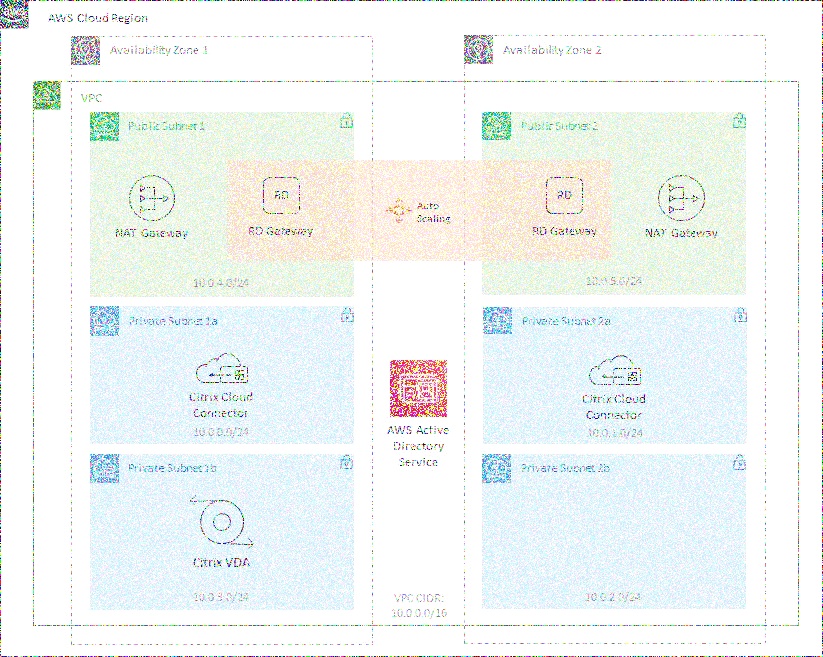 AWS Cloud Region
Availability Zone 1
Availability Zone 2
VPC
Public Subnet 1
Public Subnet 2
RD
Auto
Scaling
RD
NAT Gateway
RD Gateway
RD Gateway
NAT Gateway
10.0.4.0/24
10.0.5.0/24
Private Subnet 1a
Private Subnet 2a
Citrix Cloud
Connector
10.0.0.0/24
AWS Active
Directory
Service
Citrix Cloud
Connector
10.0.1.0/24
Private Subnet 1b
Private Subnet 2b
Citrix VDA
10.0.3.0/24
VPC CIDR:
10.0.0.0/16
10.0.2.0/24